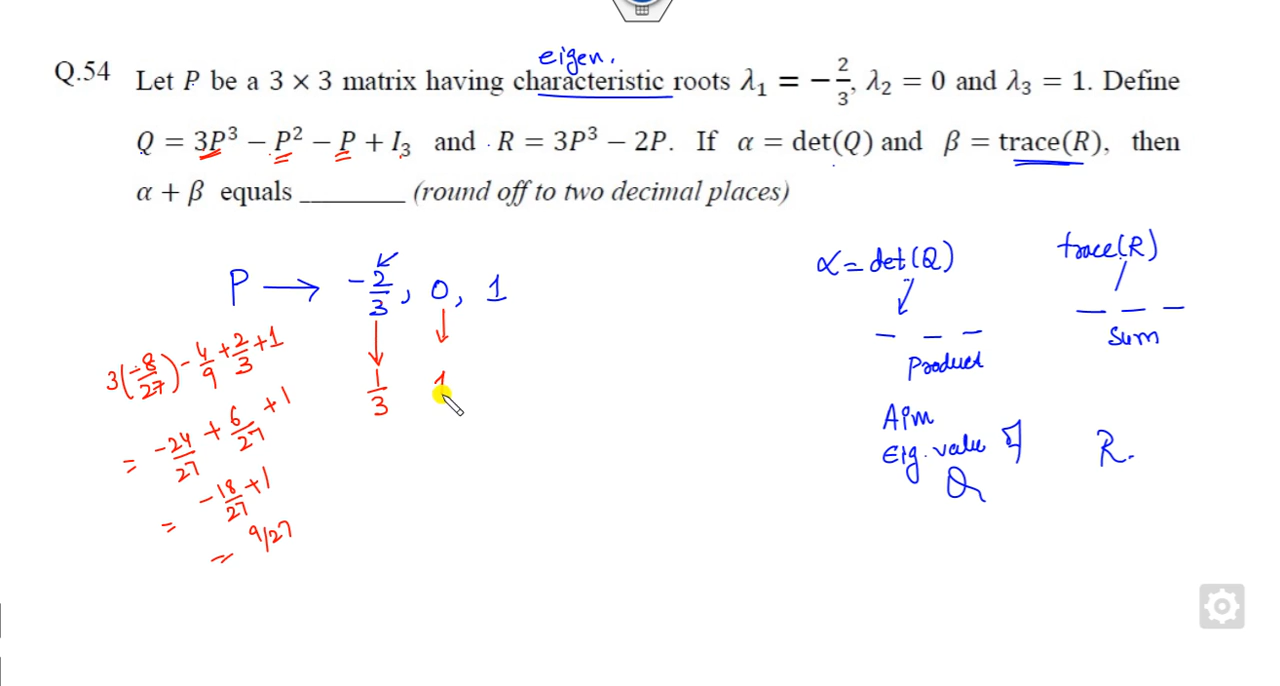 eigen.
Q.54 Let P be a 3 × 3 matrix having characteristic roots λ₁ = −2/3, λ₂ = 0 and λ₃ = 1. Define
Q = 3P³ − P² − P + I₃ and R = 3P³ − 2P. If α = det(Q) and β = trace(R), then
α + β equals ________ (round off to two decimal places)
P → -2/3, 0, 1
1/3 1
3(-8/27) - 4/9 + 2/3 + 1
= -24/27 + 6/27 + 1
= -18/27 + 1
= 9/27
α = det(Q)
_ _ _
Product
trace(R)
_ _ _
Sum
Aim
Eig. value of
Q
R.